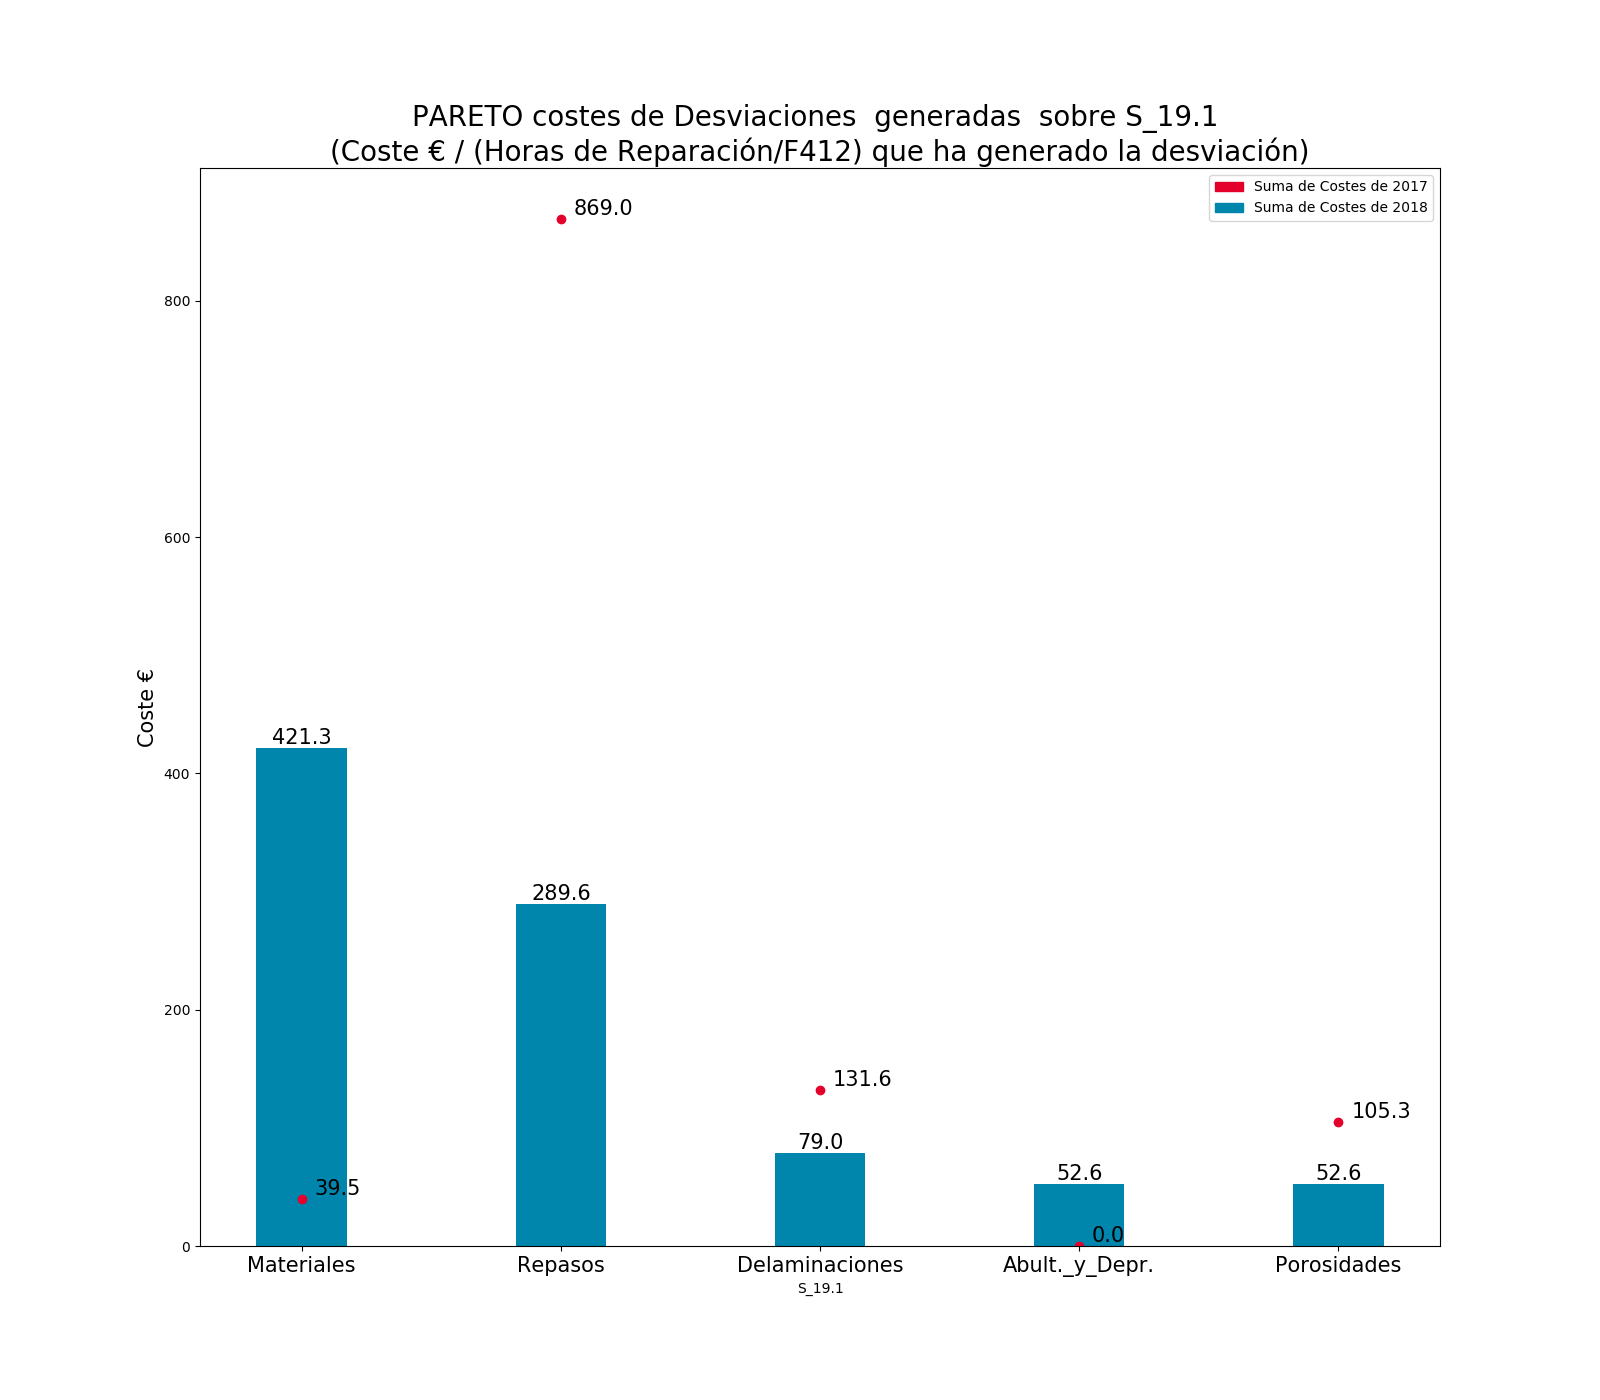 PARETO costes de Desviaciones  generadas  sobre S_19.1
(Coste € / (Horas de Reparación/F412) que ha generado la desviación)
Suma de Costes de 2017
Suma de Costes de 2018
869.0
800
600
Coste €
421.3
400
289.6
200
131.6
105.3
79.0
52.6
52.6
39.5
0.0
0
Materiales
Repasos
Delaminaciones
Abult._y_Depr.
Porosidades
S_19.1